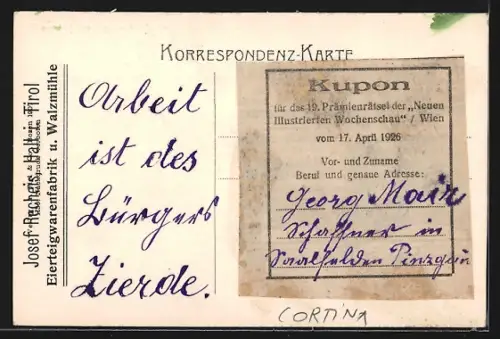 KORRESPONDENZ-KARTE
Josef Recheis, Hall in Tirol
Eierteigwarenfabrik u. Walzmühle
Arbeit
ist des
Bürgers
Zierde.
Kupon
für das 19. Prämienrätsel der „Neuen
Illustrierten Wochenschau" / Wien
vom 17. April 1926
Vor- und Zuname
Beruf und genaue Adresse:
Georg Mair
Schaffner in
Saalfelden Pinzgau
CORTINA